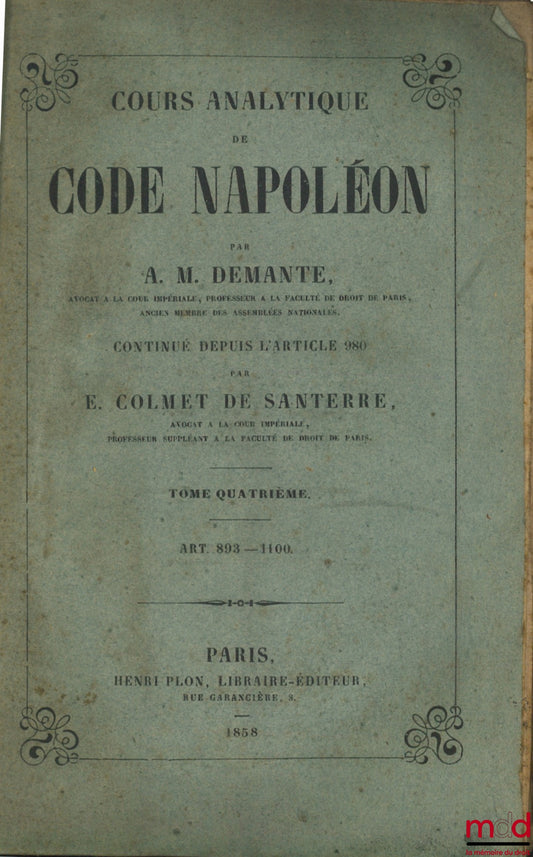 COURS ANALYTIQUE
DE
CODE NAPOLÉON
PAR
A. M. DEMANTE,
AVOCAT A LA COUR IMPÉRIALE, PROFESSEUR A LA FACULTÉ DE DROIT DE PARIS,
ANCIEN MEMBRE DES ASSEMBLÉES NATIONALES.
CONTINUÉ DEPUIS L'ARTICLE 980
PAR
E. COLMET DE SANTERRE,
AVOCAT A LA COUR IMPÉRIALE,
PROFESSEUR SUPPLÉANT A LA FACULTÉ DE DROIT DE PARIS.
TOME QUATRIÈME.
ART. 893—1100.
PARIS,
HENRI PLON, LIBRAIRE-ÉDITEUR,
RUE GARANCIÈRE, 8.
1858
mdd
la mémoire du droit